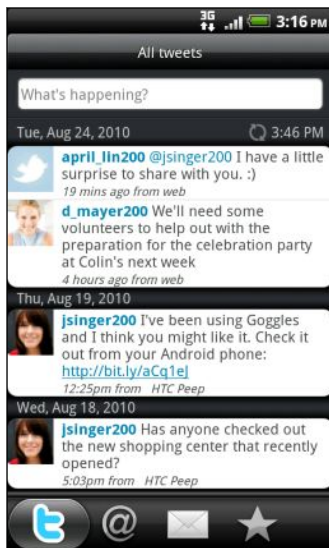 3G 3:16 PM
All tweets
What's happening?
Tue, Aug 24, 2010 3:46 PM
april_lin200 @jsinger200 I have a little
surprise to share with you. :)
19 mins ago from web
d_mayer200 We'll need some
volunteers to help out with the
preparation for the celebration party
at Colin's next week
4 hours ago from web
Thu, Aug 19, 2010
jsinger200 I've been using Goggles
and I think you might like it. Check it
out from your Android phone:
http://bit.ly/aCq1eJ
12:25pm from HTC Peep
Wed, Aug 18, 2010
jsinger200 Has anyone checked out
the new shopping center that recently
opened?
5:03pm from HTC Peep